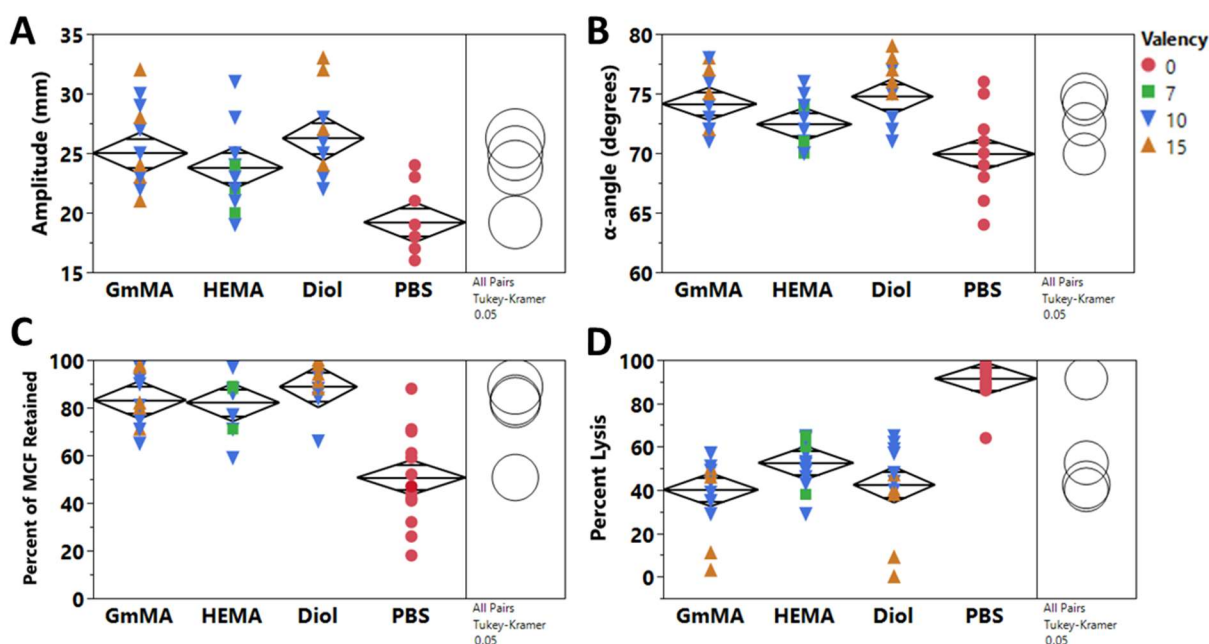 A
B
35
30
25
20
15
Amplitude (mm)
GmMA HEMA Diol PBS
All Pairs
Tukey-Kramer
0.05
80
75
70
65
60
α-angle (degrees)
GmMA HEMA Diol PBS
All Pairs
Tukey-Kramer
0.05
Valency
0
7
10
15
C
D
100
80
60
40
20
0
Percent of MCF Retained
GmMA HEMA Diol PBS
All Pairs
Tukey-Kramer
0.05
100
80
60
40
20
0
Percent Lysis
GmMA HEMA Diol PBS
All Pairs
Tukey-Kramer
0.05